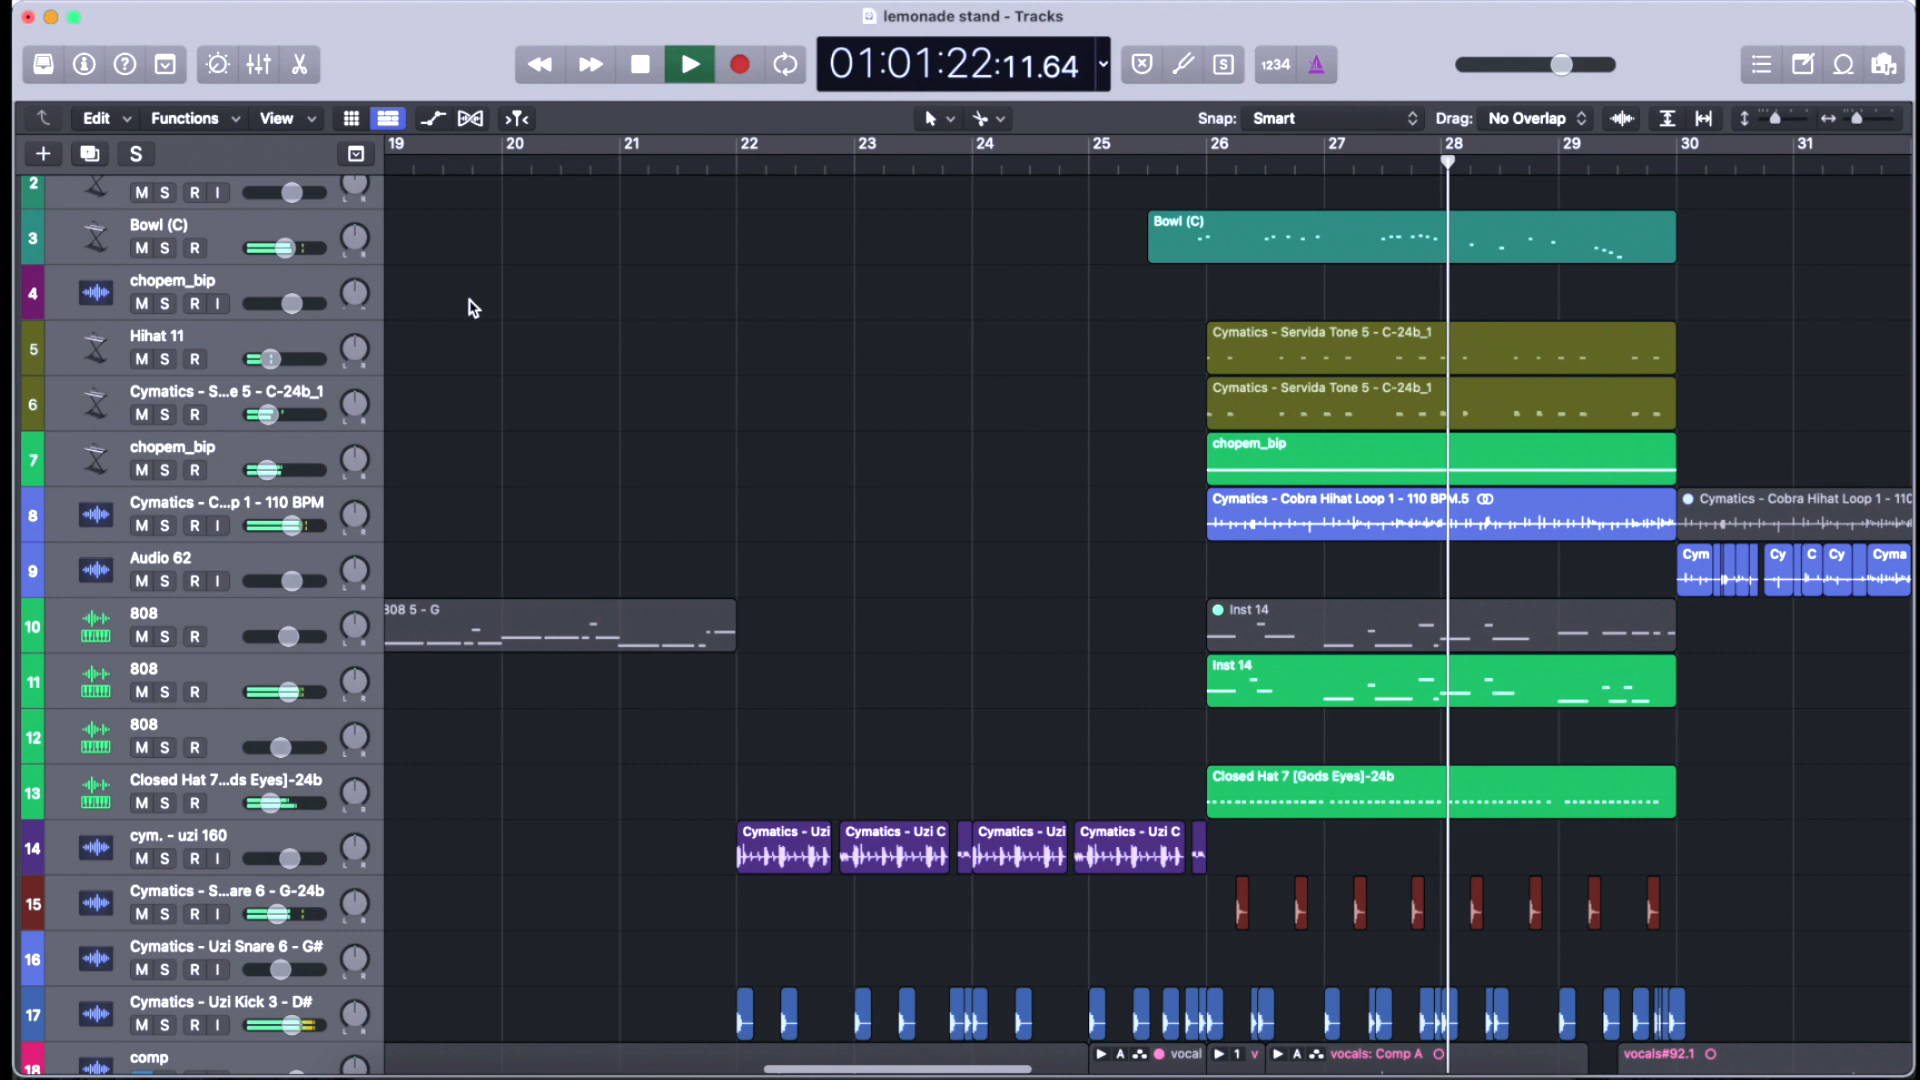 lemonade stand - Tracks
01:01:22:11.64
S
1234
Edit
Functions
View
Snap: Smart
Drag: No Overlap
S
19 20 21 22 23 24 25 26 27 28 29 30 31
2
M S R I
L R
3
Bowl (C)
M S R
L R
Bowl (C)
4
chopem_bip
M S R I
5
Hihat 11
M S R
L R
Cymatics - Servida Tone 5 - C-24b_1
6
Cymatics - S...e 5 - C-24b_1
M S R
L R
Cymatics - Servida Tone 5 - C-24b_1
7
chopem_bip
M S R
L R
chopem_bip
8
Cymatics - C...p 1 - 110 BPM
M S R I
L R
Cymatics - Cobra Hihat Loop 1 - 110 BPM.5
Cymatics - Cobra Hihat Loop 1 - 110
9
Audio 62
M S R I
L R
Cym Cy C Cy Cyma
10
808
M S R
L R
808 5 - G
Inst 14
11
808
M S R
L R
Inst 14
12
808
M S R
L R
13
Closed Hat 7...ds Eyes]-24b
M S R
L R
Closed Hat 7 [Gods Eyes]-24b
14
cym. - uzi 160
M S R I
L R
Cymatics - Uzi Cymatics - Uzi C Cymatics - Uzi Cymatics - Uzi C
15
Cymatics - S...are 6 - G-24b
M S R I
L R
16
Cymatics - Uzi Snare 6 - G#
M S R I
L R
17
Cymatics - Uzi Kick 3 - D#
M S R I
L R
18
comp
A vocal 1 v A vocals: Comp A vocals#92.1